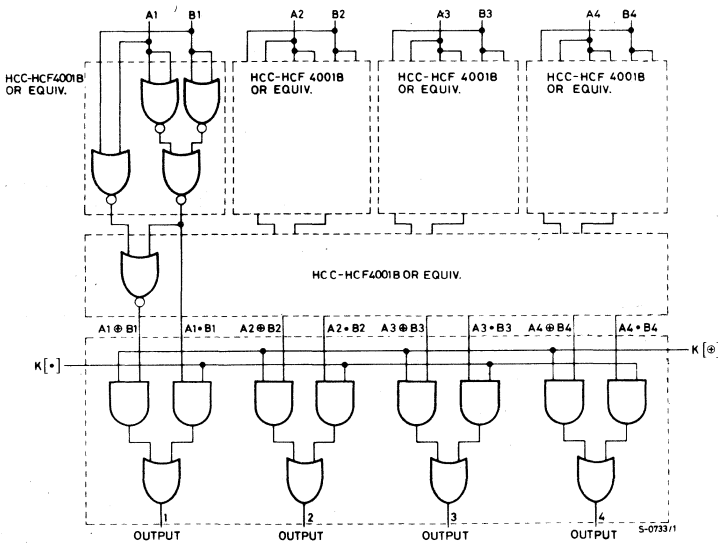 A1 B1 A2 B2 A3 B3 A4 B4
HCC-HCF4001B
OR EQUIV.
HCC-HCF 4001B
OR EQUIV.
HCC-HCF 4001B
OR EQUIV.
HCC-HCF 4001B
OR EQUIV.
HCC-HCF4001B OR EQUIV.
A1 ⊕ B1 A1•B1 A2⊕B2 A2•B2 A3⊕B3 A3•B3 A4⊕B4 A4•B4
K [⊕]
K [•]
1 2 3 4
OUTPUT OUTPUT OUTPUT OUTPUT
S-0733/1